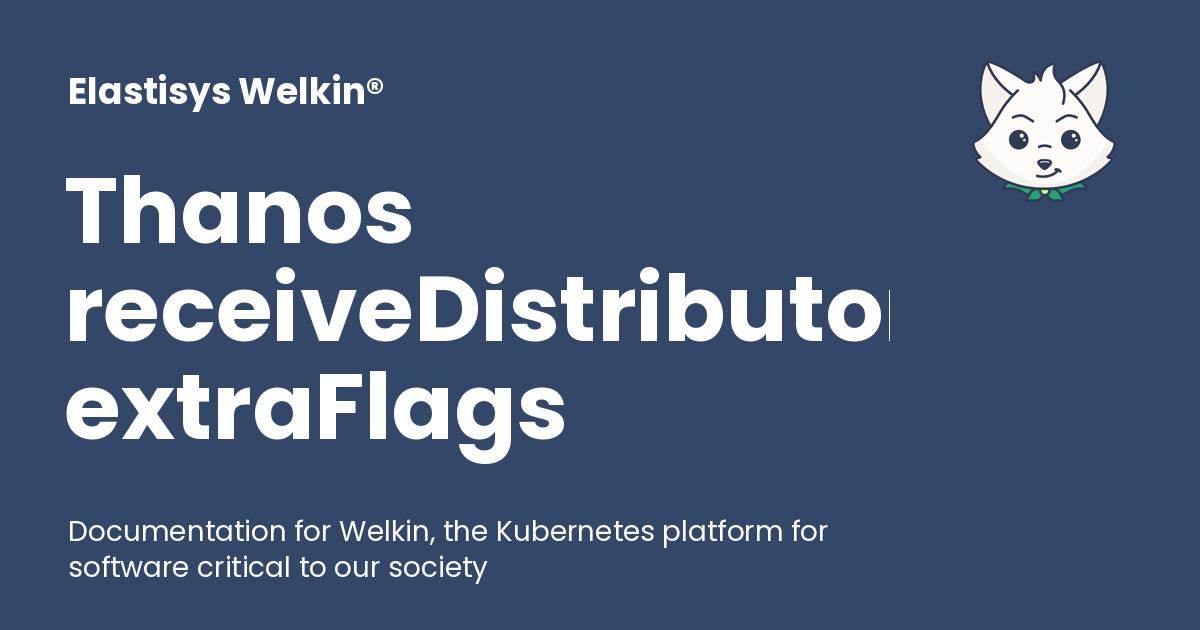 Elastisys Welkin®
Thanos
receiveDistributo
extraFlags
Documentation for Welkin, the Kubernetes platform for
software critical to our society